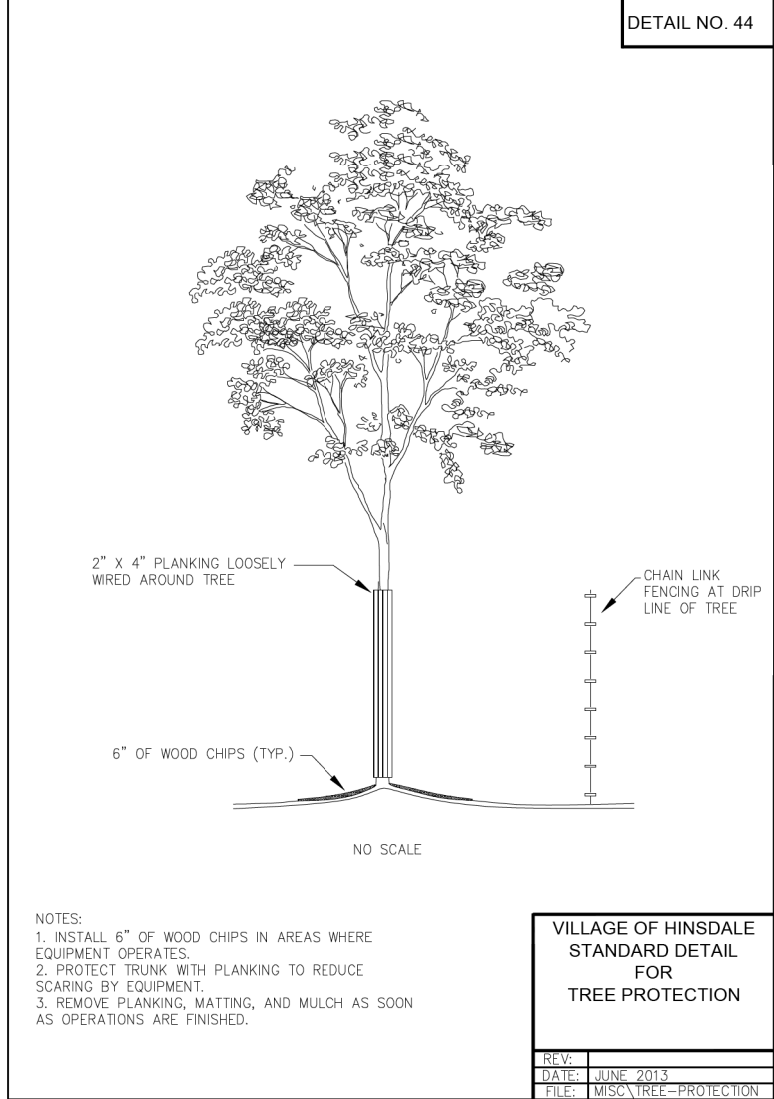 DETAIL NO. 44
2" X 4" PLANKING LOOSELY
WIRED AROUND TREE
CHAIN LINK
FENCING AT DRIP
LINE OF TREE
6" OF WOOD CHIPS (TYP.)
NO SCALE
NOTES:
1. INSTALL 6" OF WOOD CHIPS IN AREAS WHERE
EQUIPMENT OPERATES.
2. PROTECT TRUNK WITH PLANKING TO REDUCE
SCARING BY EQUIPMENT.
3. REMOVE PLANKING, MATTING, AND MULCH AS SOON
AS OPERATIONS ARE FINISHED.
VILLAGE OF HINSDALE
STANDARD DETAIL
FOR
TREE PROTECTION
REV:
DATE: JUNE 2013
FILE: MISC\TREE-PROTECTION